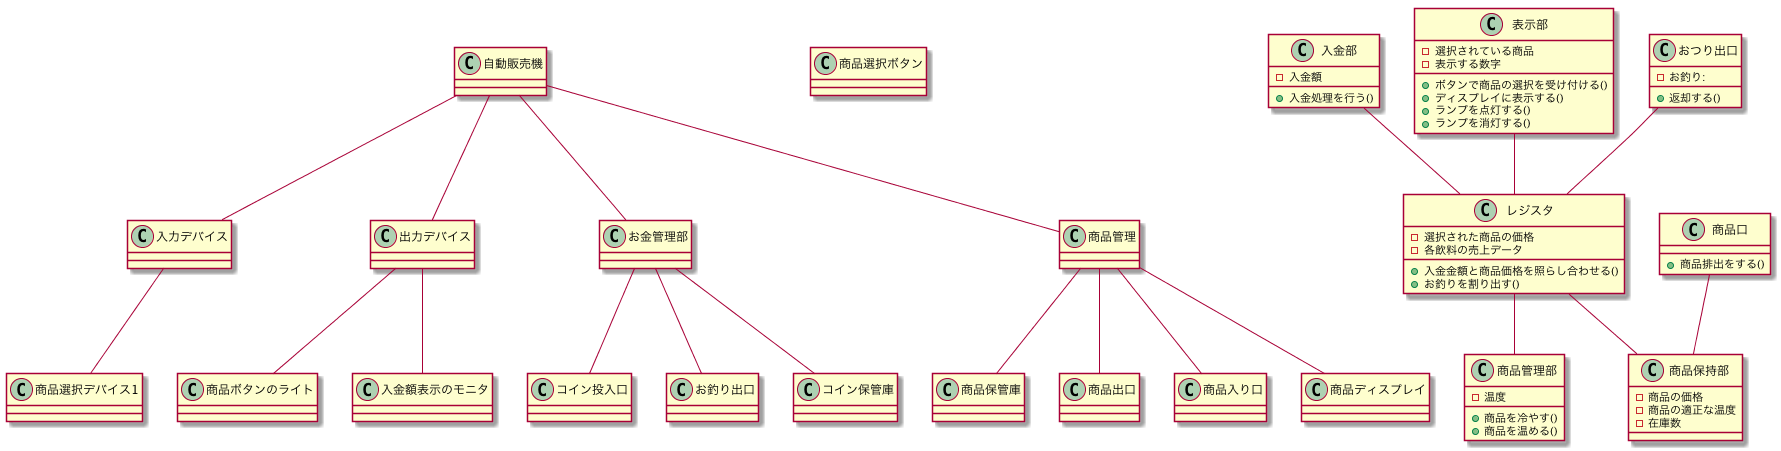 C 自動販売機
C 商品選択ボタン
C 入金部
入金額
入金処理を行う()
C 表示部
選択されている商品
表示する数字
ボタンで商品の選択を受け付ける()
ディスプレイに表示する()
ランプを点灯する()
ランプを消灯する()
C おつり出口
お釣り:
返却する()
C 入力デバイス
C 出力デバイス
C お金管理部
C 商品管理
C レジスタ
選択された商品の価格
各飲料の売上データ
入金金額と商品価格を照らし合わせる()
お釣りを割り出す()
C 商品口
商品排出をする()
C 商品選択デバイス1
C 商品ボタンのライト
C 入金額表示のモニタ
C コイン投入口
C お釣り出口
C コイン保管庫
C 商品保管庫
C 商品出口
C 商品入り口
C 商品ディスプレイ
C 商品管理部
温度
商品を冷やす()
商品を温める()
C 商品保持部
商品の価格
商品の適正な温度
在庫数